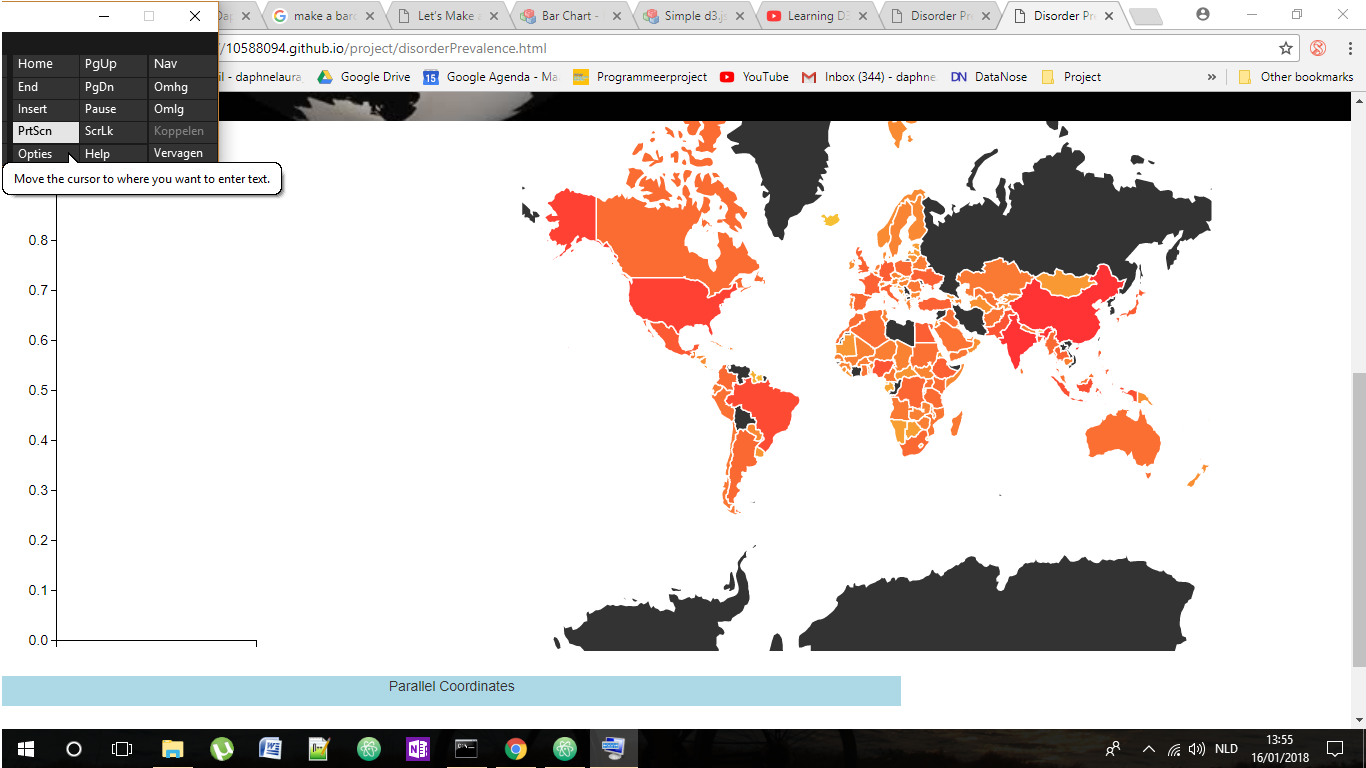 Dap
make a bar
Let's Make a
Bar Chart -
Simple d3.js
Learning D3
Disorder Pre
Disorder Pre
/10588094.github.io/project/disorderPrevalence.html
il - daphnelaura
Google Drive
15
Google Agenda - Ma
Programmeerproject
YouTube
Inbox (344) - daphne
DN DataNose
Project
»
Other bookmarks
Home PgUp Nav
End PgDn Omhg
Insert Pause Omlg
PrtScn ScrLk Koppelen
Opties Help Vervagen
Move the cursor to where you want to enter text.
0.8
0.7
0.6
0.5
0.4
0.3
0.2
0.1
0.0
Parallel Coordinates
NLD
13:55
16/01/2018